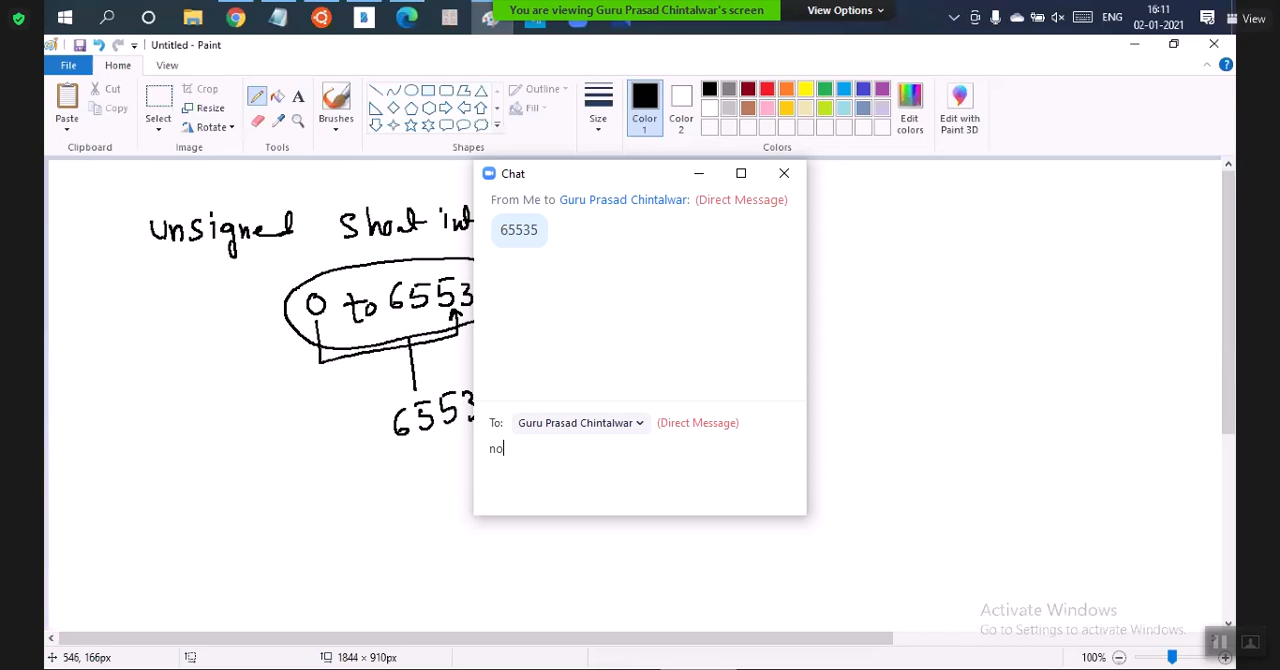 You are viewing Guru Prasad Chintalwar's screen
View Options
16:11
ENG
02-01-2021
View
Untitled - Paint
File
Home
View
Paste
Cut
Copy
Clipboard
Select
Crop
Resize
Rotate
Image
A
Tools
Brushes
Shapes
Outline
Fill
Size
Color
1
Color
2
Edit
colors
Colors
Edit with
Paint 3D
unsigned short int
0 to 6553
6553
Chat
From Me to Guru Prasad Chintalwar: (Direct Message)
65535
To: Guru Prasad Chintalwar (Direct Message)
no
Activate Windows
Go to Settings to activate Windows.
546, 166px
1844 × 910px
100%